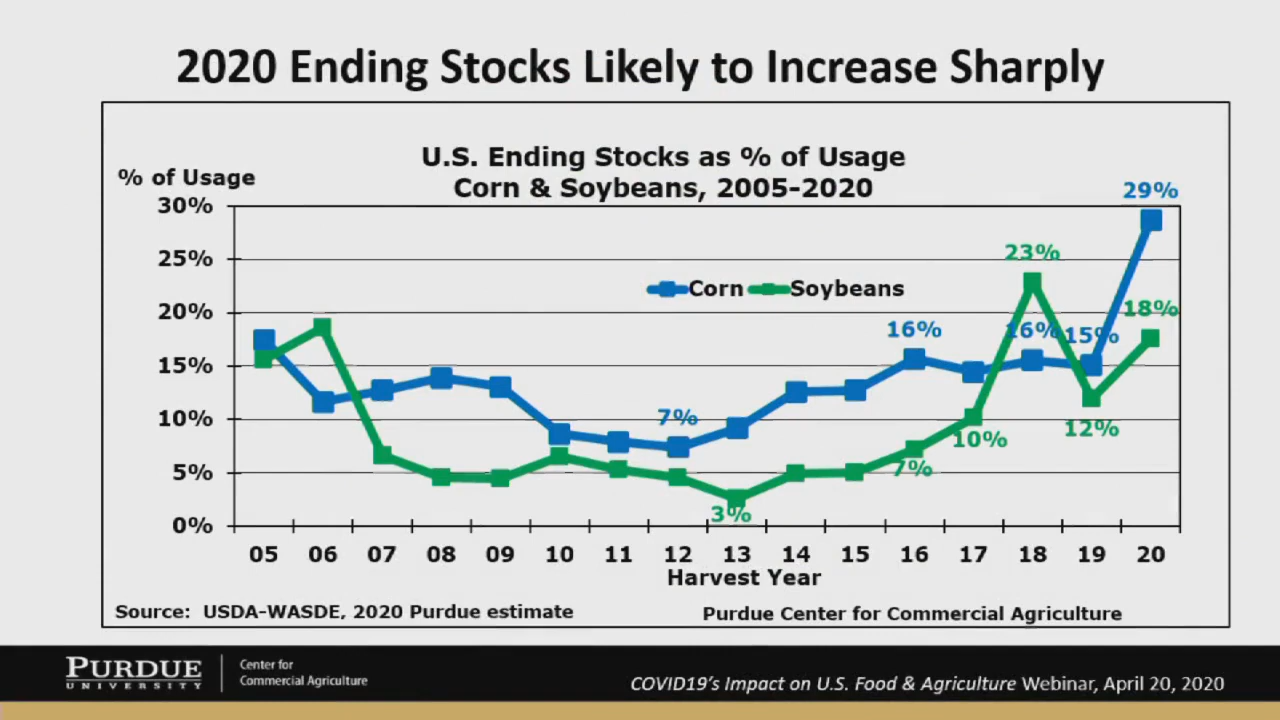 2020 Ending Stocks Likely to Increase Sharply
U.S. Ending Stocks as % of Usage
Corn & Soybeans, 2005-2020
% of Usage
30%
25%
20%
15%
10%
5%
0%
Corn
Soybeans
29%
23%
18%
16%
16%
15%
7%
10%
12%
7%
3%
05 06 07 08 09 10 11 12 13 14 15 16 17 18 19 20
Harvest Year
Source: USDA-WASDE, 2020 Purdue estimate
Purdue Center for Commercial Agriculture
PURDUE
UNIVERSITY
Center for
Commercial Agriculture
COVID19's Impact on U.S. Food & Agriculture Webinar, April 20, 2020